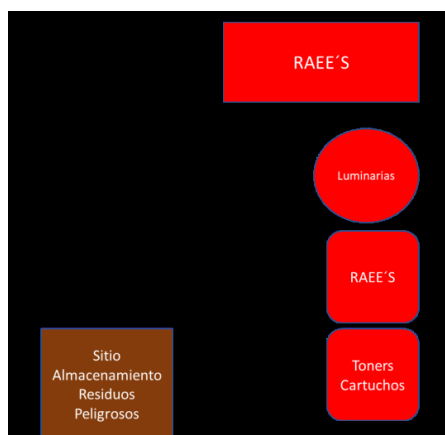 RAEE´S
Luminarias
RAEE´S
Toners
Cartuchos
Sitio
Almacenamiento
Residuos
Peligrosos